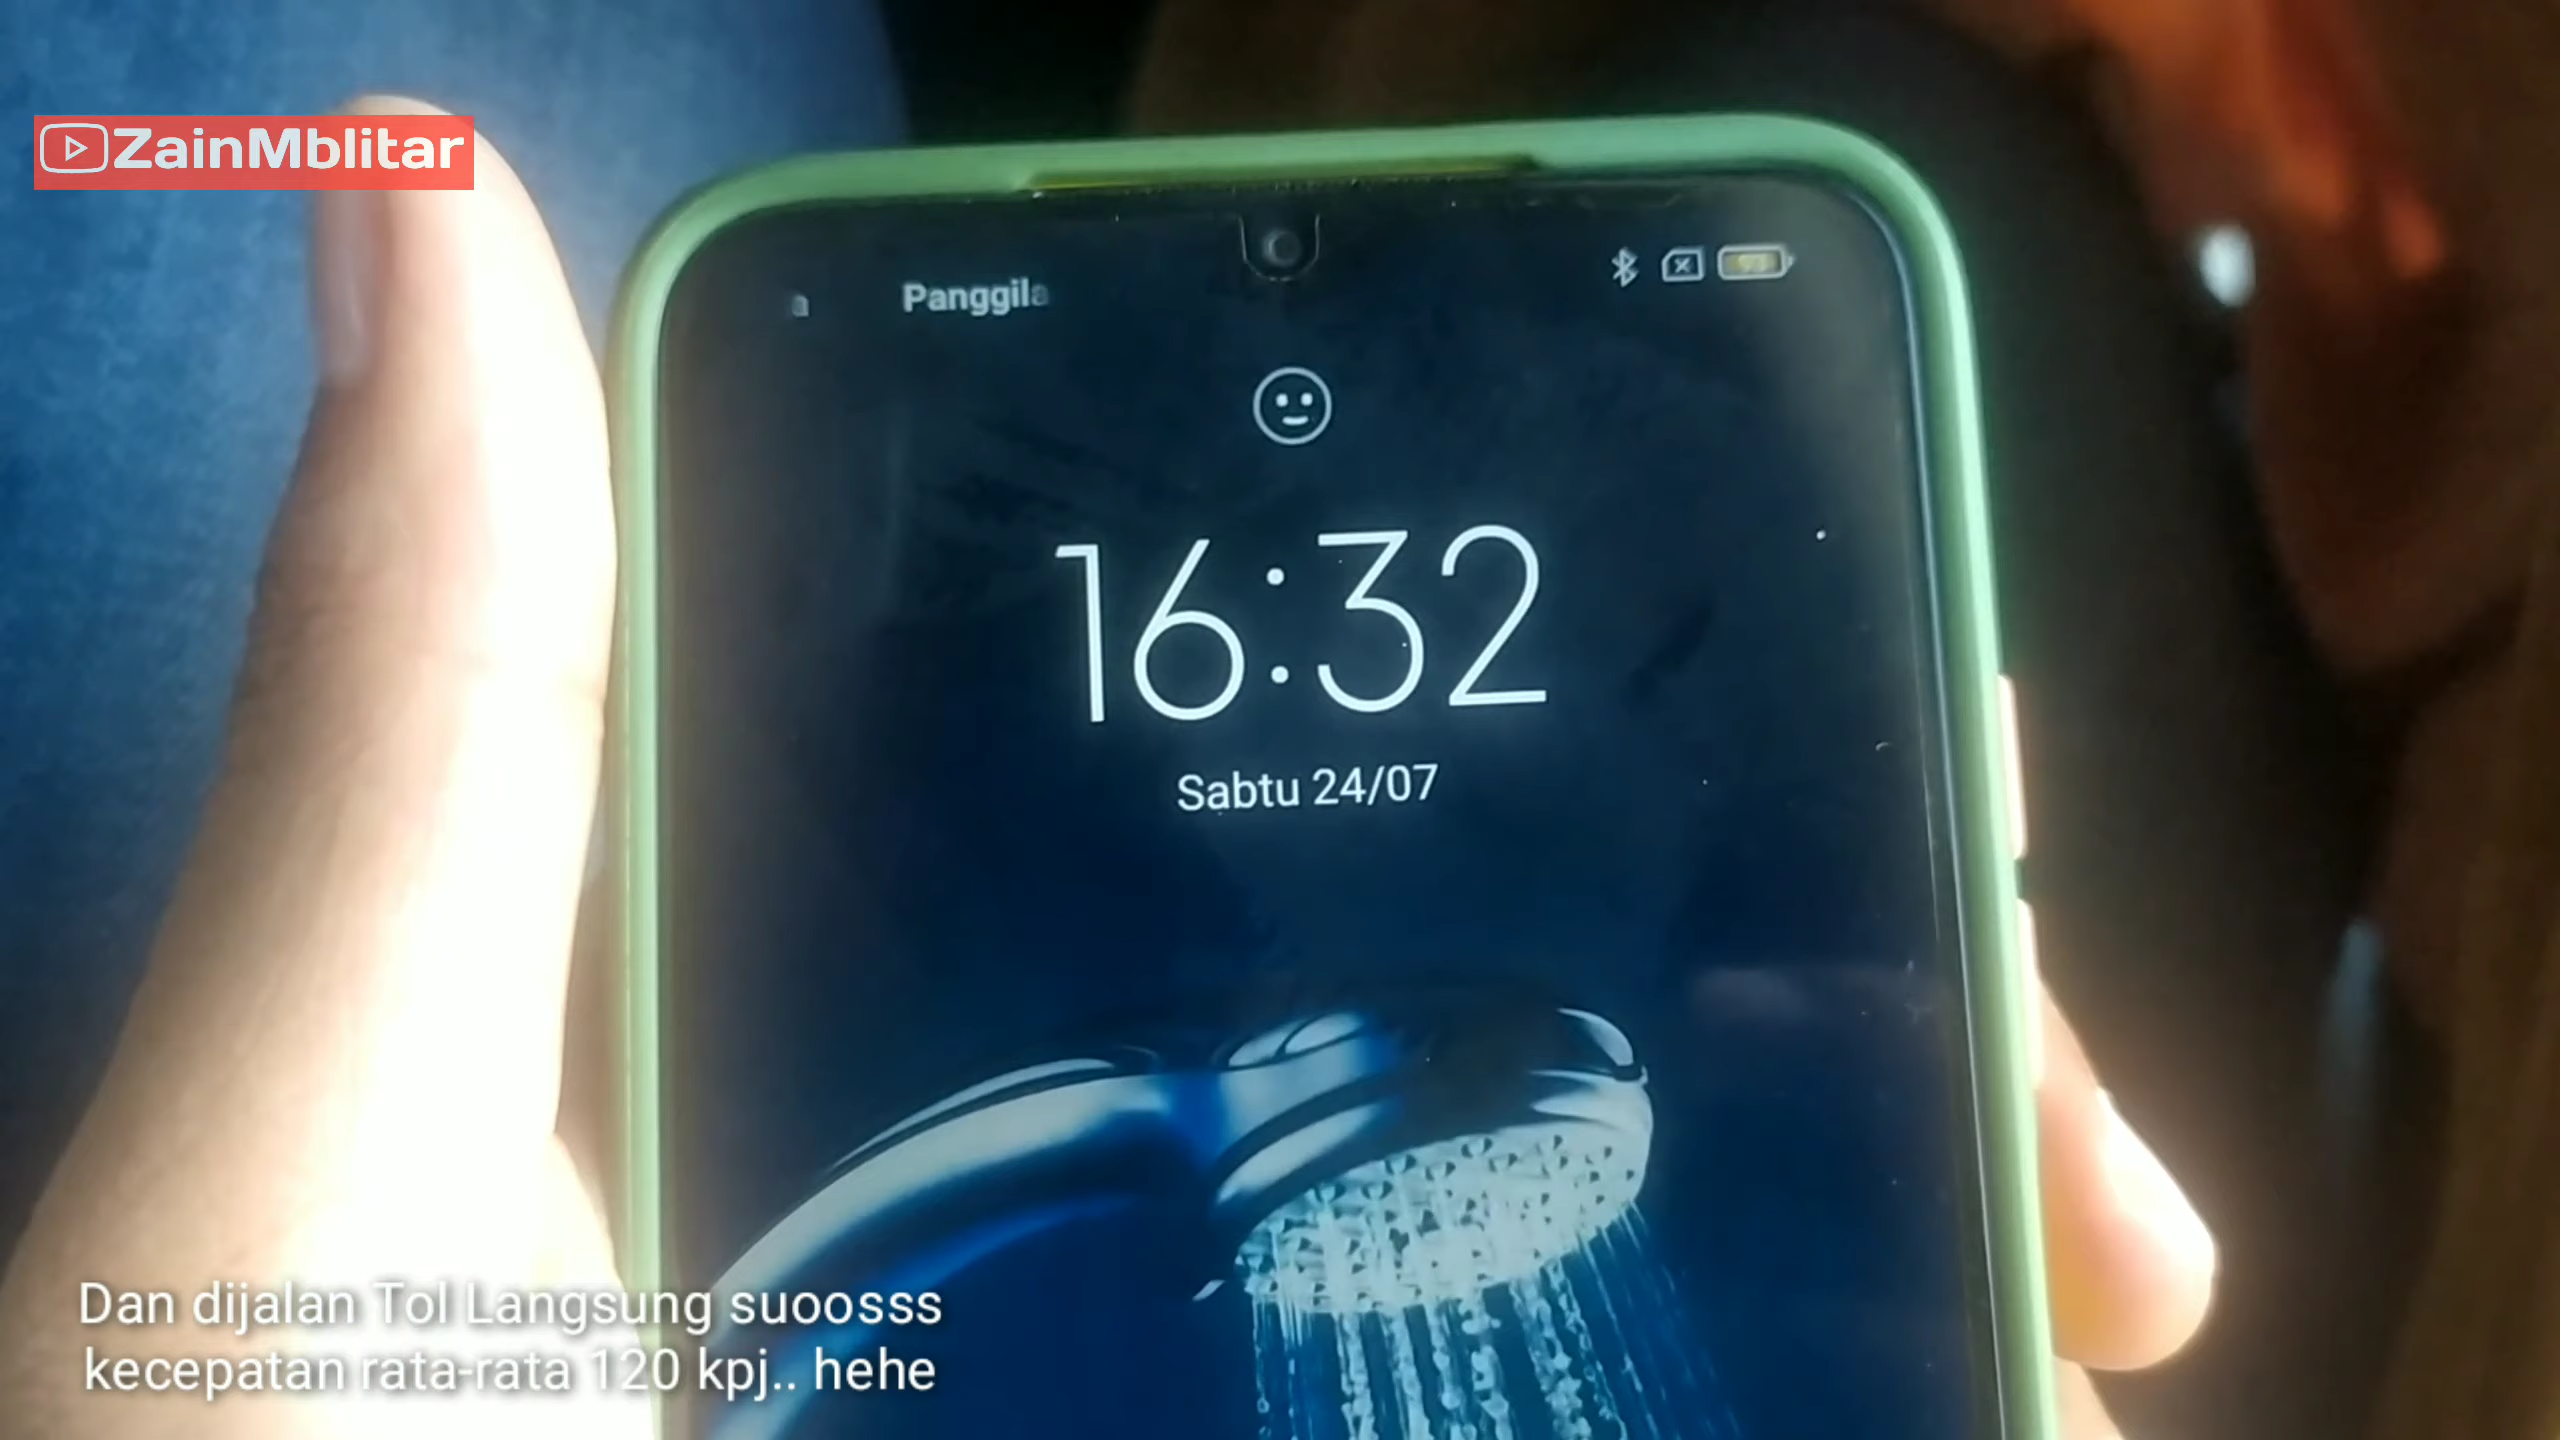 ZainMblitar
a Panggila
16:32
Sabtu 24/07
Dan dijalan Tol Langsung suoosss
kecepatan rata-rata 120 kpj.. hehe